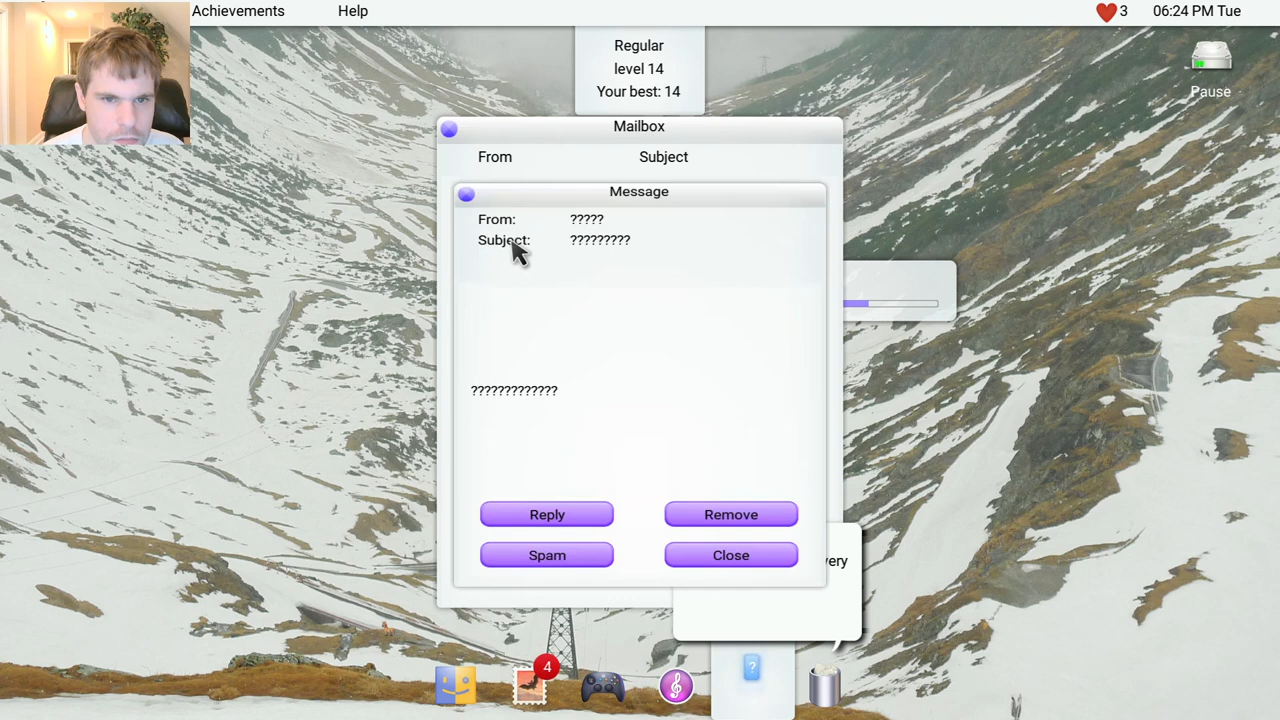 Achievements Help 3 06:24 PM Tue
Regular
level 14
Your best: 14
Pause
Mailbox
From Subject
Message
From: ?????
Subject: ?????????
?????????????
Reply Remove
Spam Close
very
4
?